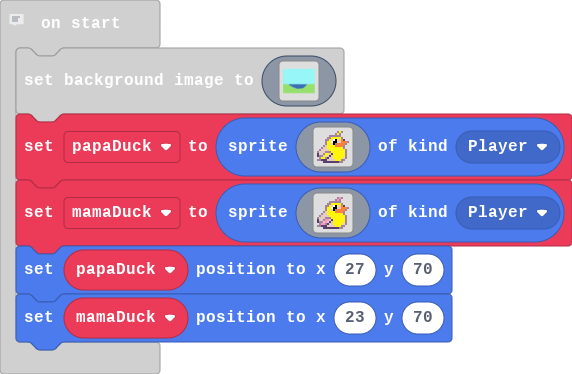 on start
set background image to
set papaDuck to sprite of kind Player
set mamaDuck to sprite of kind Player
set papaDuck position to x 27 y 70
set mamaDuck position to x 23 y 70